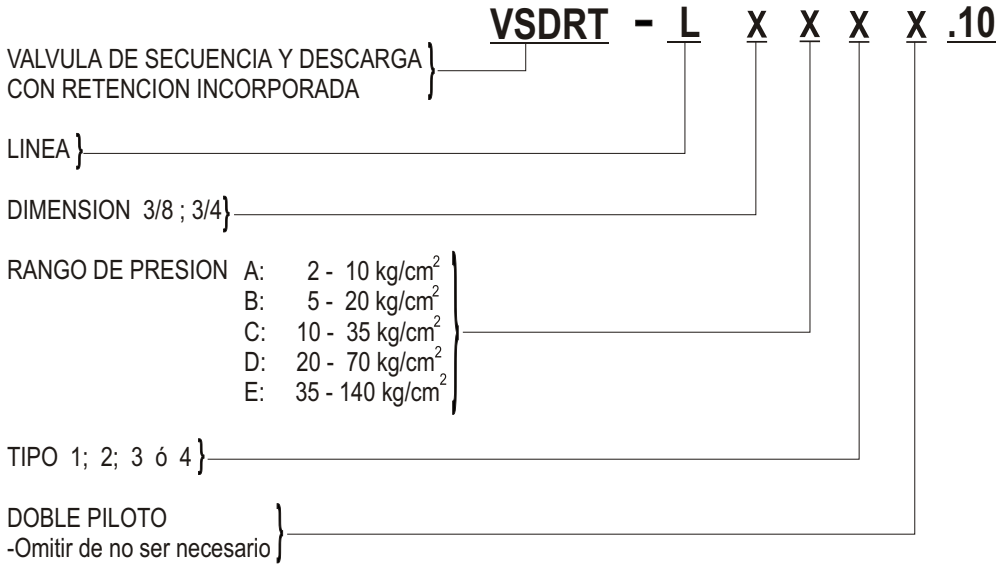 VSDRT - L X X X X .10
VALVULA DE SECUENCIA Y DESCARGA
CON RETENCION INCORPORADA
LINEA
DIMENSION 3/8 ; 3/4
RANGO DE PRESION A: 2 - 10 kg/cm²
B: 5 - 20 kg/cm²
C: 10 - 35 kg/cm²
D: 20 - 70 kg/cm²
E: 35 - 140 kg/cm²
TIPO 1; 2; 3 ó 4
DOBLE PILOTO
-Omitir de no ser necesario